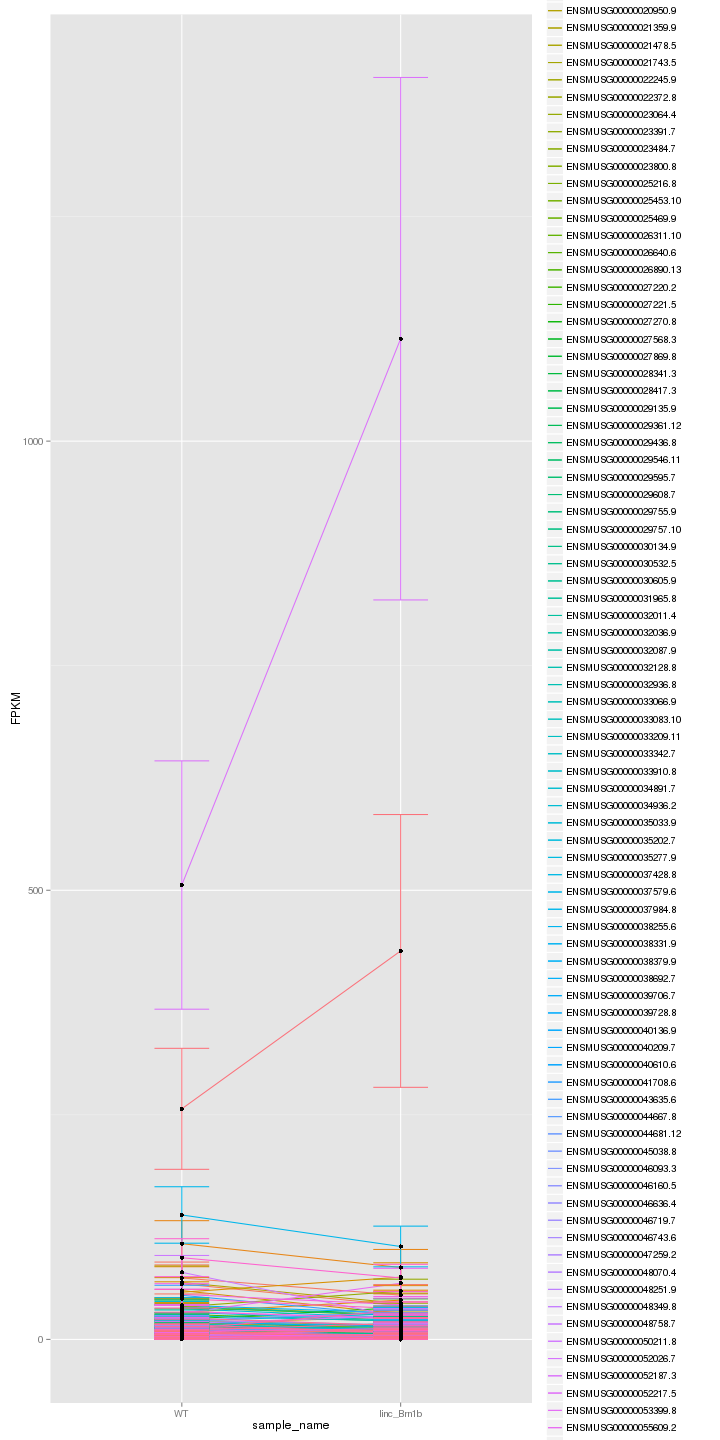 FPKM
1000
500
0
WT
linc_Brn1b
sample_name
ENSMUSG00000020950.9
ENSMUSG00000021359.9
ENSMUSG00000021478.5
ENSMUSG00000021743.5
ENSMUSG00000022245.9
ENSMUSG00000022372.8
ENSMUSG00000023064.4
ENSMUSG00000023391.7
ENSMUSG00000023484.7
ENSMUSG00000023800.8
ENSMUSG00000025216.8
ENSMUSG00000025453.10
ENSMUSG00000025469.9
ENSMUSG00000026311.10
ENSMUSG00000026640.6
ENSMUSG00000026890.13
ENSMUSG00000027220.2
ENSMUSG00000027221.5
ENSMUSG00000027270.8
ENSMUSG00000027568.3
ENSMUSG00000027869.8
ENSMUSG00000028341.3
ENSMUSG00000028417.3
ENSMUSG00000029135.9
ENSMUSG00000029361.12
ENSMUSG00000029436.8
ENSMUSG00000029546.11
ENSMUSG00000029595.7
ENSMUSG00000029608.7
ENSMUSG00000029755.9
ENSMUSG00000029757.10
ENSMUSG00000030134.9
ENSMUSG00000030532.5
ENSMUSG00000030605.9
ENSMUSG00000031965.8
ENSMUSG00000032011.4
ENSMUSG00000032036.9
ENSMUSG00000032087.9
ENSMUSG00000032128.8
ENSMUSG00000032936.8
ENSMUSG00000033066.9
ENSMUSG00000033083.10
ENSMUSG00000033209.11
ENSMUSG00000033342.7
ENSMUSG00000033910.8
ENSMUSG00000034891.7
ENSMUSG00000034936.2
ENSMUSG00000035033.9
ENSMUSG00000035202.7
ENSMUSG00000035277.9
ENSMUSG00000037428.8
ENSMUSG00000037579.6
ENSMUSG00000037984.8
ENSMUSG00000038255.6
ENSMUSG00000038331.9
ENSMUSG00000038379.9
ENSMUSG00000038692.7
ENSMUSG00000039706.7
ENSMUSG00000039728.8
ENSMUSG00000040136.9
ENSMUSG00000040209.7
ENSMUSG00000040610.6
ENSMUSG00000041708.6
ENSMUSG00000043635.6
ENSMUSG00000044667.8
ENSMUSG00000044681.12
ENSMUSG00000045038.8
ENSMUSG00000046093.3
ENSMUSG00000046160.5
ENSMUSG00000046636.4
ENSMUSG00000046719.7
ENSMUSG00000046743.6
ENSMUSG00000047259.2
ENSMUSG00000048070.4
ENSMUSG00000048251.9
ENSMUSG00000048349.8
ENSMUSG00000048758.7
ENSMUSG00000050211.8
ENSMUSG00000052026.7
ENSMUSG00000052187.3
ENSMUSG00000052217.5
ENSMUSG00000053399.8
ENSMUSG00000055609.2